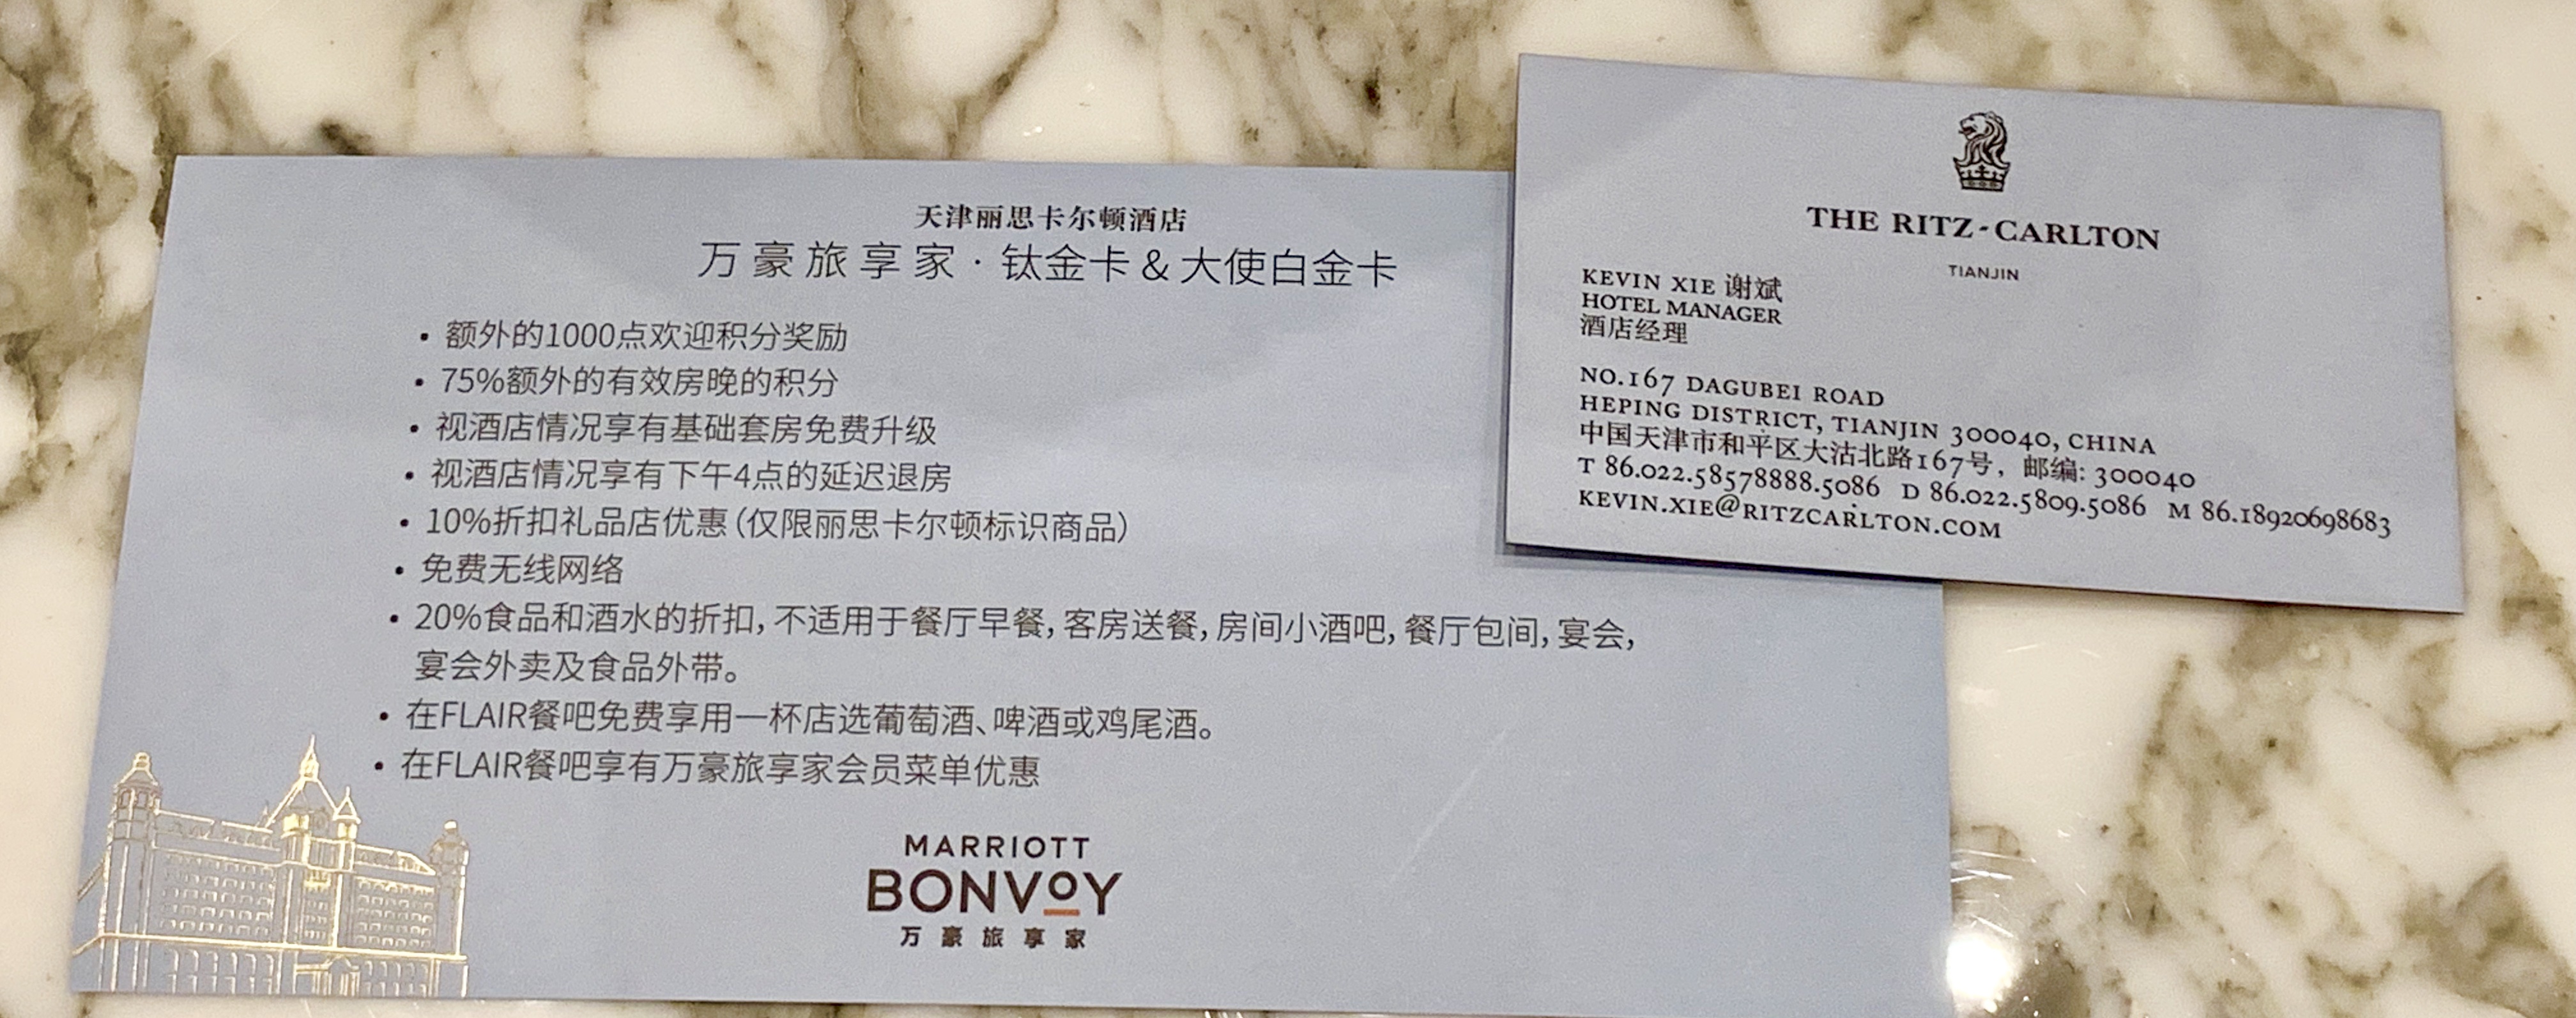 天津丽思卡尔顿酒店
万豪旅享家·钛金卡&大使白金卡
• 额外的1000点欢迎积分奖励
• 75%额外的有效房晚的积分
• 视酒店情况享有基础套房免费升级
• 视酒店情况享有下午4点的延迟退房
• 10%折扣礼品店优惠(仅限丽思卡尔顿标识商品)
• 免费无线网络
• 20%食品和酒水的折扣,不适用于餐厅早餐,客房送餐,房间小酒吧,餐厅包间,宴会,
宴会外卖及食品外带。
• 在FLAIR餐吧免费享用一杯店选葡萄酒、啤酒或鸡尾酒。
• 在FLAIR餐吧享有万豪旅享家会员菜单优惠
MARRIOTT
BONVOY
万豪旅享家
THE RITZ-CARLTON
TIANJIN
KEVIN XIE 谢斌
HOTEL MANAGER
酒店经理
NO.167 DAGUBEI ROAD
HEPING DISTRICT, TIANJIN 300040, CHINA
中国天津市和平区大沽北路167号, 邮编: 300040
T 86.022.58578888.5086 D 86.022.5809.5086 M 86.18920698683
KEVIN.XIE@RITZCARLTON.COM